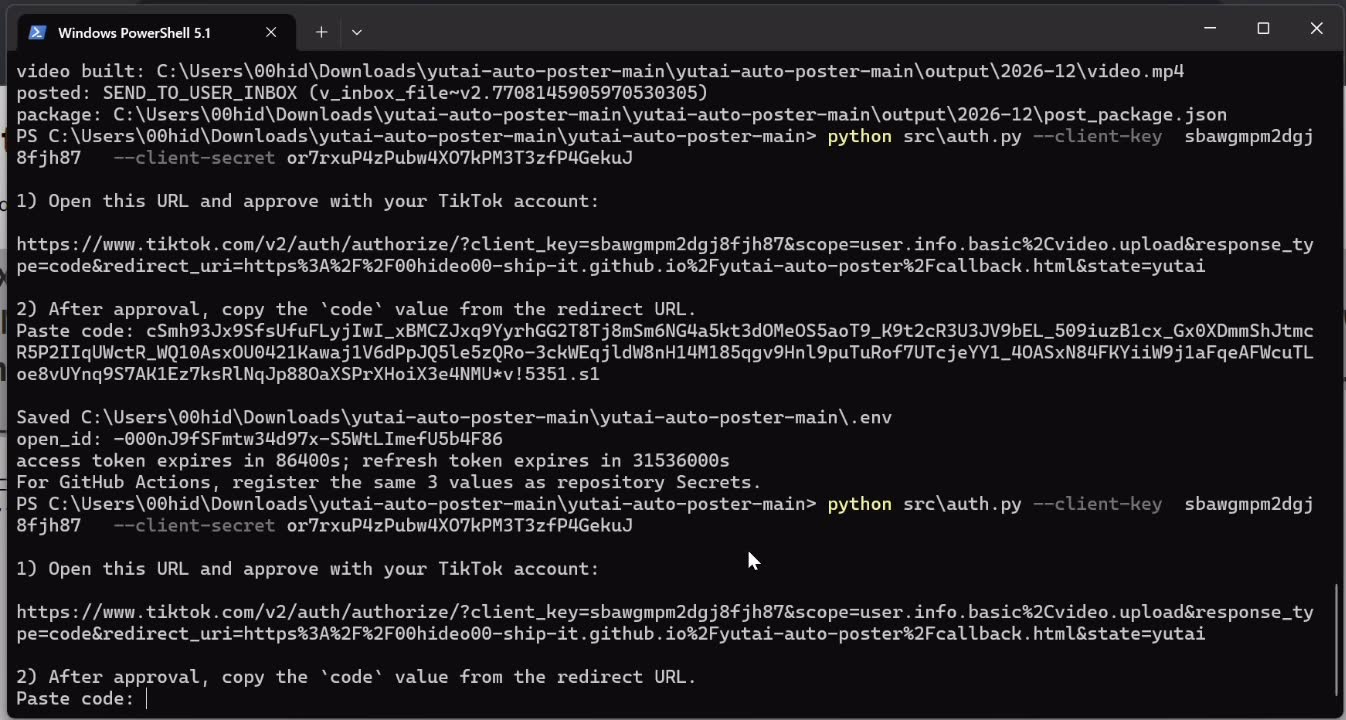 Windows PowerShell 5.1
video built: C:\Users\00hid\Downloads\yutai-auto-poster-main\yutai-auto-poster-main\output\2026-12\video.mp4
posted: SEND_TO_USER_INBOX (v_inbox_file~v2.7708145905970530305)
package: C:\Users\00hid\Downloads\yutai-auto-poster-main\yutai-auto-poster-main\output\2026-12\post_package.json
PS C:\Users\00hid\Downloads\yutai-auto-poster-main\yutai-auto-poster-main> python src\auth.py --client-key  sbawgmpm2dgj
8fjh87   --client-secret or7rxuP4zPubw4XO7kPM3T3zfP4GekuJ
1) Open this URL and approve with your TikTok account:
https://www.tiktok.com/v2/auth/authorize/?client_key=sbawgmpm2dgj8fjh87&scope=user.info.basic%2Cvideo.upload&response_ty
pe=code&redirect_uri=https%3A%2F%2F00hideo00-ship-it.github.io%2Fyutai-auto-poster%2Fcallback.html&state=yutai
2) After approval, copy the `code` value from the redirect URL.
Paste code: cSmh93Jx9SfsUfuFLyjIwI_xBMCZJxq9YyrhGG2T8Tj8mSm6NG4a5kt3dOMeOS5aoT9_K9t2cR3U3JV9bEL_509iuzB1cx_Gx0XDmmShJtmc
R5P2IIqUWctR_WQ10AsxOU0421Kawaj1V6dPpJQ5le5zQRo-3ckWEqjldW8nH14M185qgv9Hnl9puTuRof7UTcjeYY1_4OASxN84FKYiiW9j1aFqeAFWcuTL
oe8vUYnq9S7AK1Ez7ksRlNqJp88OaXSPrXHoiX3e4NMU*v!5351.s1
Saved C:\Users\00hid\Downloads\yutai-auto-poster-main\yutai-auto-poster-main\.env
open_id: -000nJ9fSFmtw34d97x-S5WtLImefU5b4F86
access token expires in 86400s; refresh token expires in 31536000s
For GitHub Actions, register the same 3 values as repository Secrets.
PS C:\Users\00hid\Downloads\yutai-auto-poster-main\yutai-auto-poster-main> python src\auth.py --client-key  sbawgmpm2dgj
8fjh87   --client-secret or7rxuP4zPubw4XO7kPM3T3zfP4GekuJ
1) Open this URL and approve with your TikTok account:
https://www.tiktok.com/v2/auth/authorize/?client_key=sbawgmpm2dgj8fjh87&scope=user.info.basic%2Cvideo.upload&response_ty
pe=code&redirect_uri=https%3A%2F%2F00hideo00-ship-it.github.io%2Fyutai-auto-poster%2Fcallback.html&state=yutai
2) After approval, copy the `code` value from the redirect URL.
Paste code: